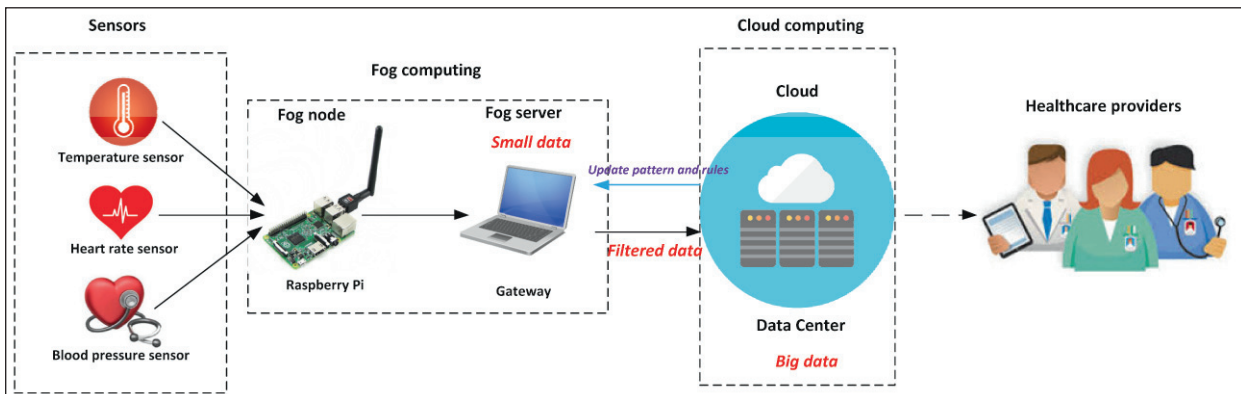 Sensors
Temperature sensor
Heart rate sensor
Blood pressure sensor
Fog computing
Fog node
Raspberry Pi
Fog server
Small data
Gateway
Update pattern and rules
Filtered data
Cloud computing
Cloud
Data Center
Big data
Healthcare providers